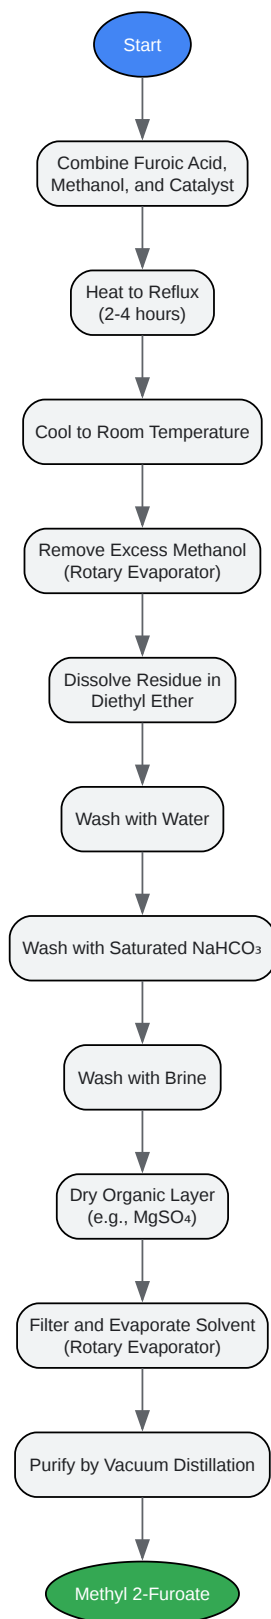 Start
Combine Furoic Acid,
Methanol, and Catalyst
Heat to Reflux
(2-4 hours)
Cool to Room Temperature
Remove Excess Methanol
(Rotary Evaporator)
Dissolve Residue in
Diethyl Ether
Wash with Water
Wash with Saturated NaHCO₃
Wash with Brine
Dry Organic Layer
(e.g., MgSO₄)
Filter and Evaporate Solvent
(Rotary Evaporator)
Purify by Vacuum Distillation
Methyl 2-Furoate